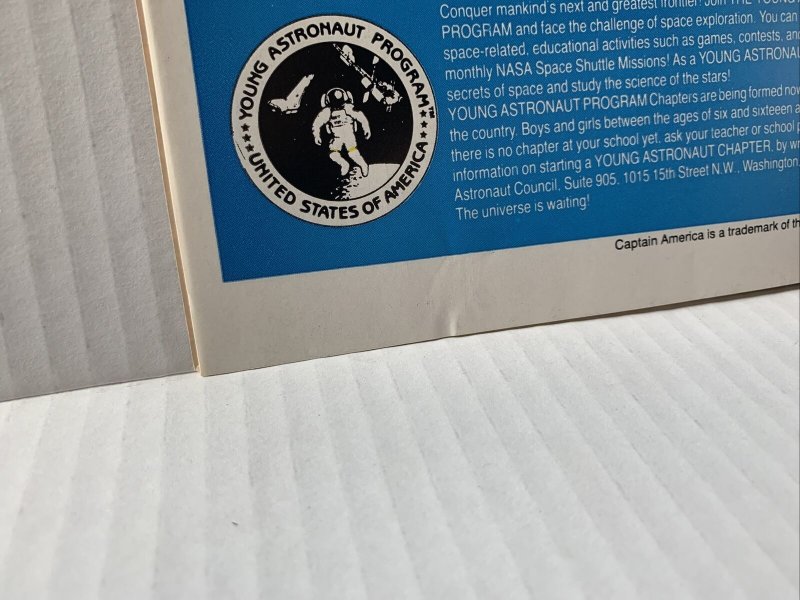 YOUNG ASTRONAUT PROGRAM™
UNITED STATES OF AMERICA
Conquer mankind's next and greatest frontier! Join THE YOUNG
PROGRAM and face the challenge of space exploration. You can
space-related, educational activities such as games, contests, and
monthly NASA Space Shuttle Missions! As a YOUNG ASTRONAU
secrets of space and study the science of the stars!
YOUNG ASTRONAUT PROGRAM Chapters are being formed now
the country. Boys and girls between the ages of six and sixteeen a
there is no chapter at your school yet, ask your teacher or school p
information on starting a YOUNG ASTRONAUT CHAPTER, by wr
Astronaut Council, Suite 905, 1015 15th Street N.W., Washington,
The universe is waiting!
Captain America is a trademark of th